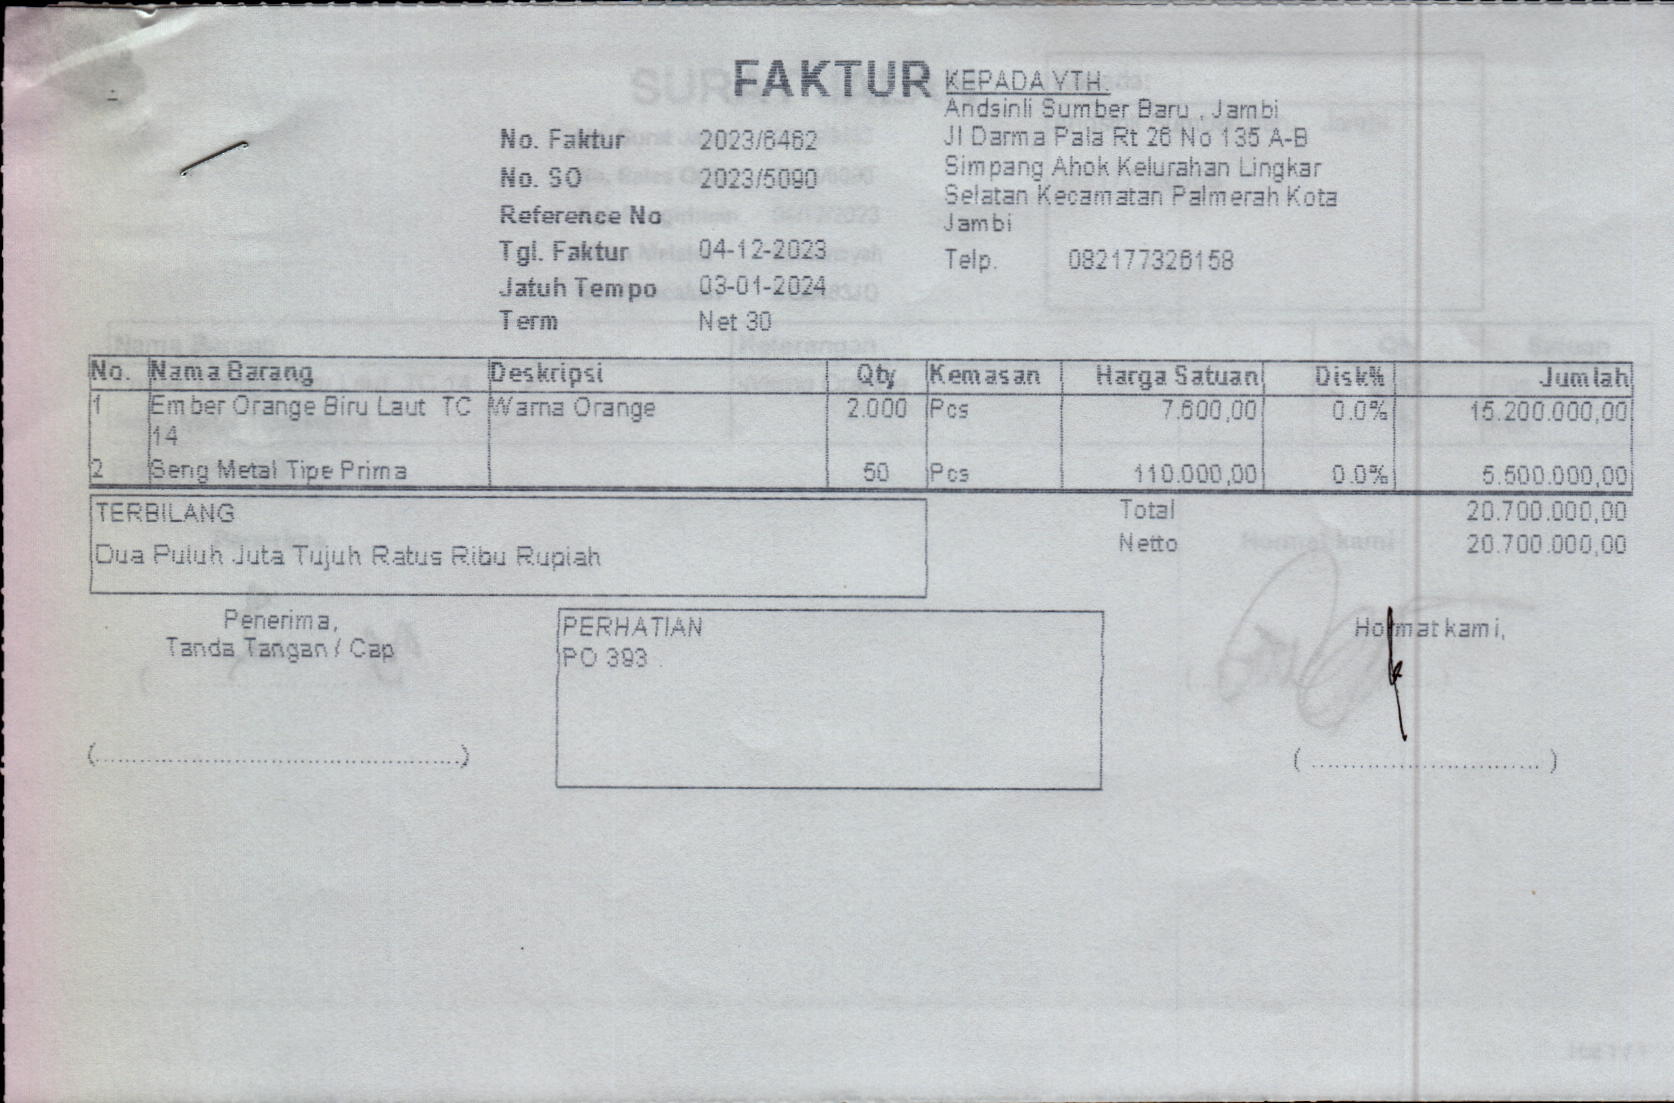 FAKTUR
No. Faktur 2023/6462
No. SO 2023/5090
Reference No
Tgl. Faktur 04-12-2023
Jatuh Tempo 03-01-2024
Term Net 30
KEPADA YTH:
Andsinli Sumber Baru , Jambi
Jl Darma Pala Rt 26 No 135 A-B
Simpang Ahok Kelurahan Lingkar
Selatan Kecamatan Palmerah Kota
Jambi
Telp. 082177326158
No. Nama Barang Deskripsi Qty Kemasan Harga Satuan Disk% Jumlah
1 Ember Orange Biru Laut TC Warna Orange 2.000 Pcs 7.600,00 0.0% 15.200.000,00
14
2 Seng Metal Tipe Prima 50 Pcs 110.000,00 0.0% 5.500.000,00
TERBILANG
Dua Puluh Juta Tujuh Ratus Ribu Rupiah
Total 20.700.000,00
Netto 20.700.000,00
Penerima,
Tanda Tangan / Cap
(..............................................)
PERHATIAN
PO 393
Hormat kami,
( ............................. )